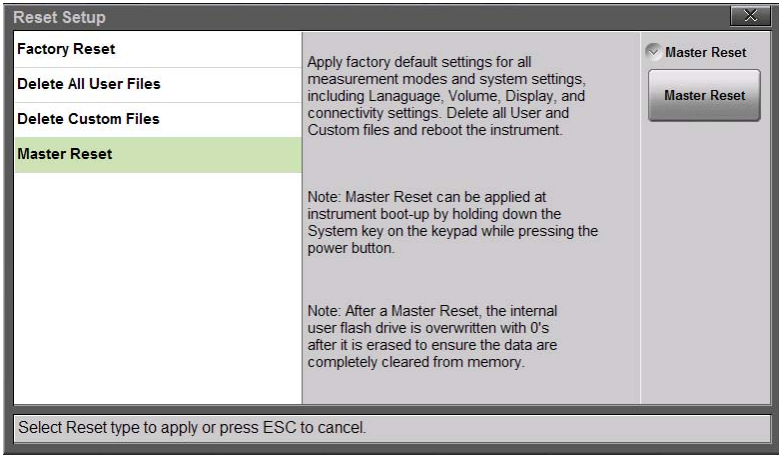 Reset Setup
Factory Reset
Delete All User Files
Delete Custom Files
Master Reset
Apply factory default settings for all
measurement modes and system settings,
including Lanaguage, Volume, Display, and
connectivity settings. Delete all User and
Custom files and reboot the instrument.
Note: Master Reset can be applied at
instrument boot-up by holding down the
System key on the keypad while pressing the
power button.
Note: After a Master Reset, the internal
user flash drive is overwritten with 0's
after it is erased to ensure the data are
completely cleared from memory.
Master Reset
Master Reset
Select Reset type to apply or press ESC to cancel.